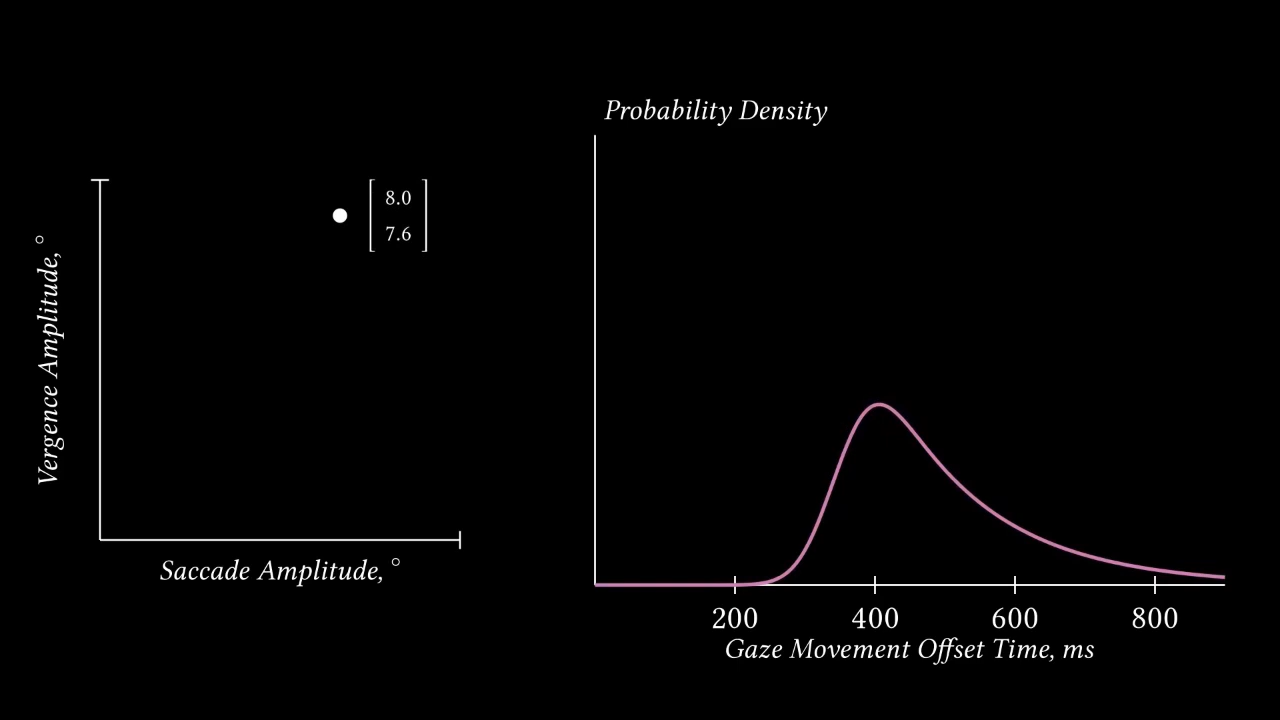 Probability Density
8.0
7.6
Vergence Amplitude, °
Saccade Amplitude, °
200 400 600 800
Gaze Movement Offset Time, ms